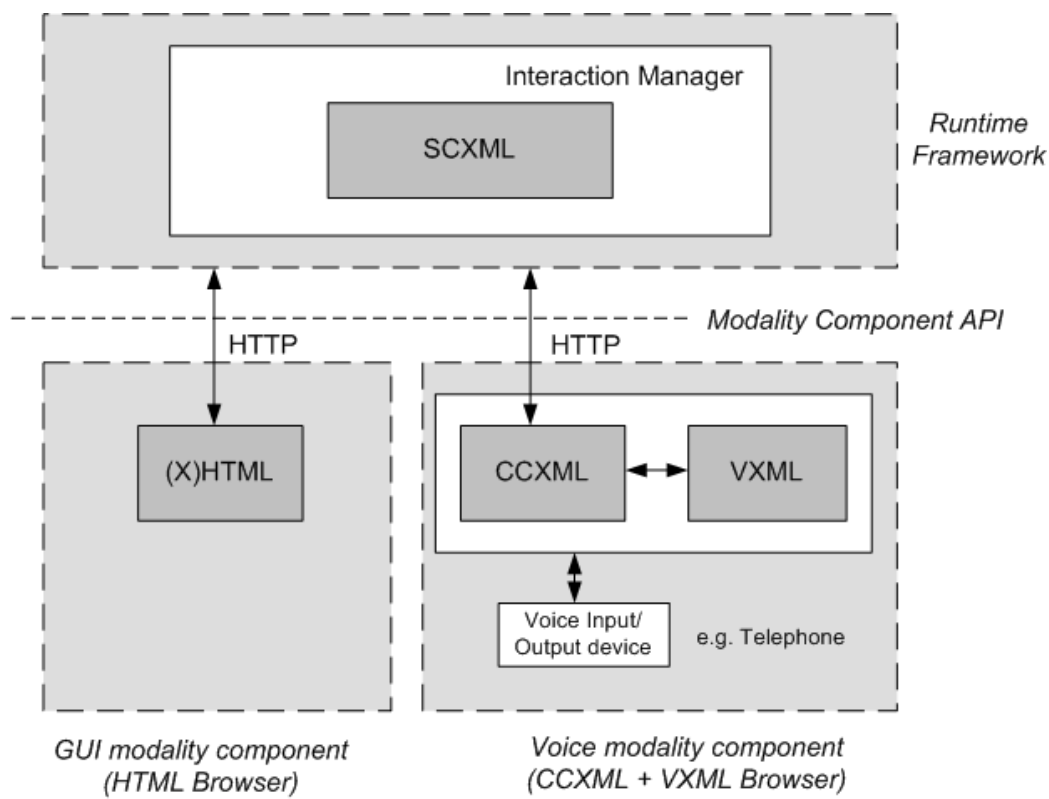 Interaction Manager
SCXML
Runtime
Framework
Modality Component API
HTTP
HTTP
(X)HTML
CCXML
VXML
Voice Input/
Output device
e.g. Telephone
GUI modality component
(HTML Browser)
Voice modality component
(CCXML + VXML Browser)